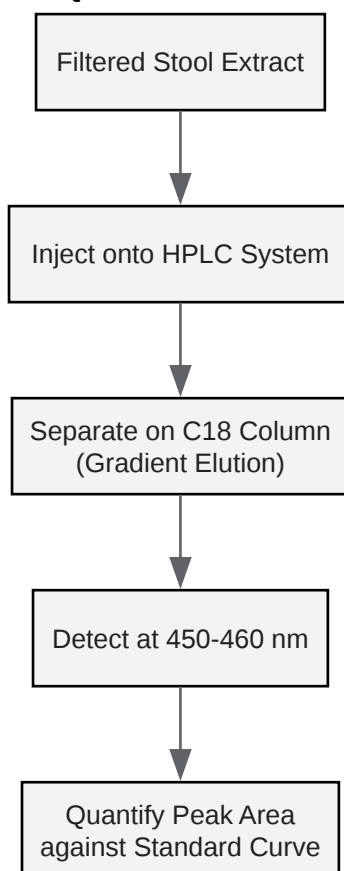 Filtered Stool Extract
Inject onto HPLC System
Separate on C18 Column
(Gradient Elution)
Detect at 450-460 nm
Quantify Peak Area
against Standard Curve